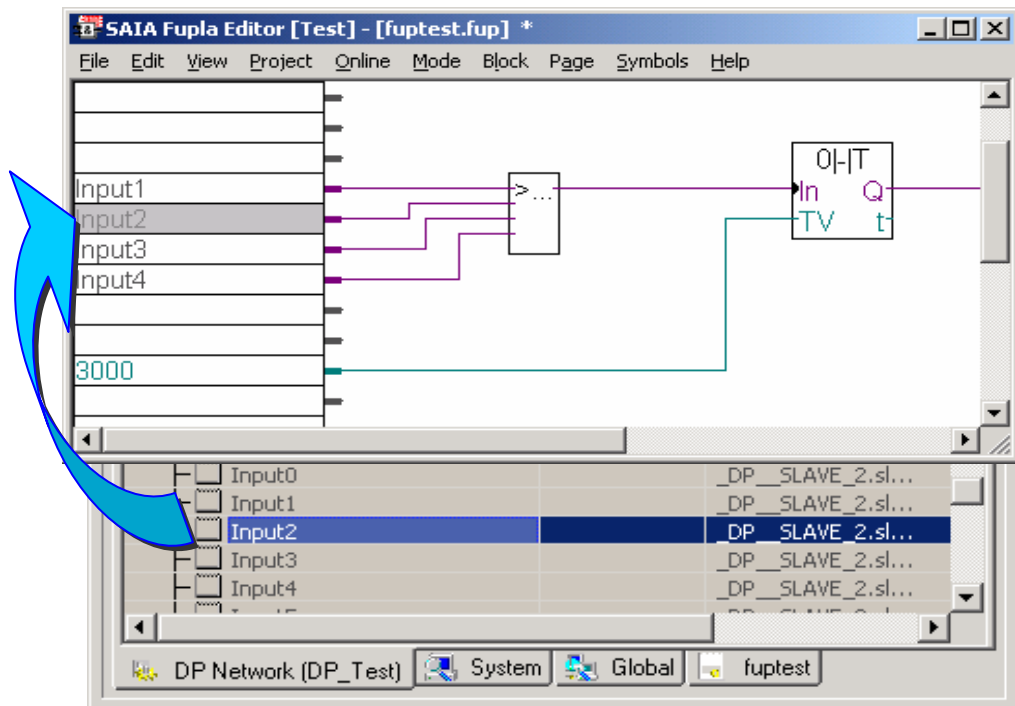 SAIA Fupla Editor [Test] - [fuptest.fup] *
File Edit View Project Online Mode Block Page Symbols Help
0|-|T
Input1 >... In Q
Input2 TV t
Input3
Input4
3000
Input0 _DP__SLAVE_2.sl...
Input1 _DP__SLAVE_2.sl...
Input2 _DP__SLAVE_2.sl...
Input3 _DP__SLAVE_2.sl...
Input4 _DP__SLAVE_2.sl...
DP Network (DP_Test) System Global fuptest